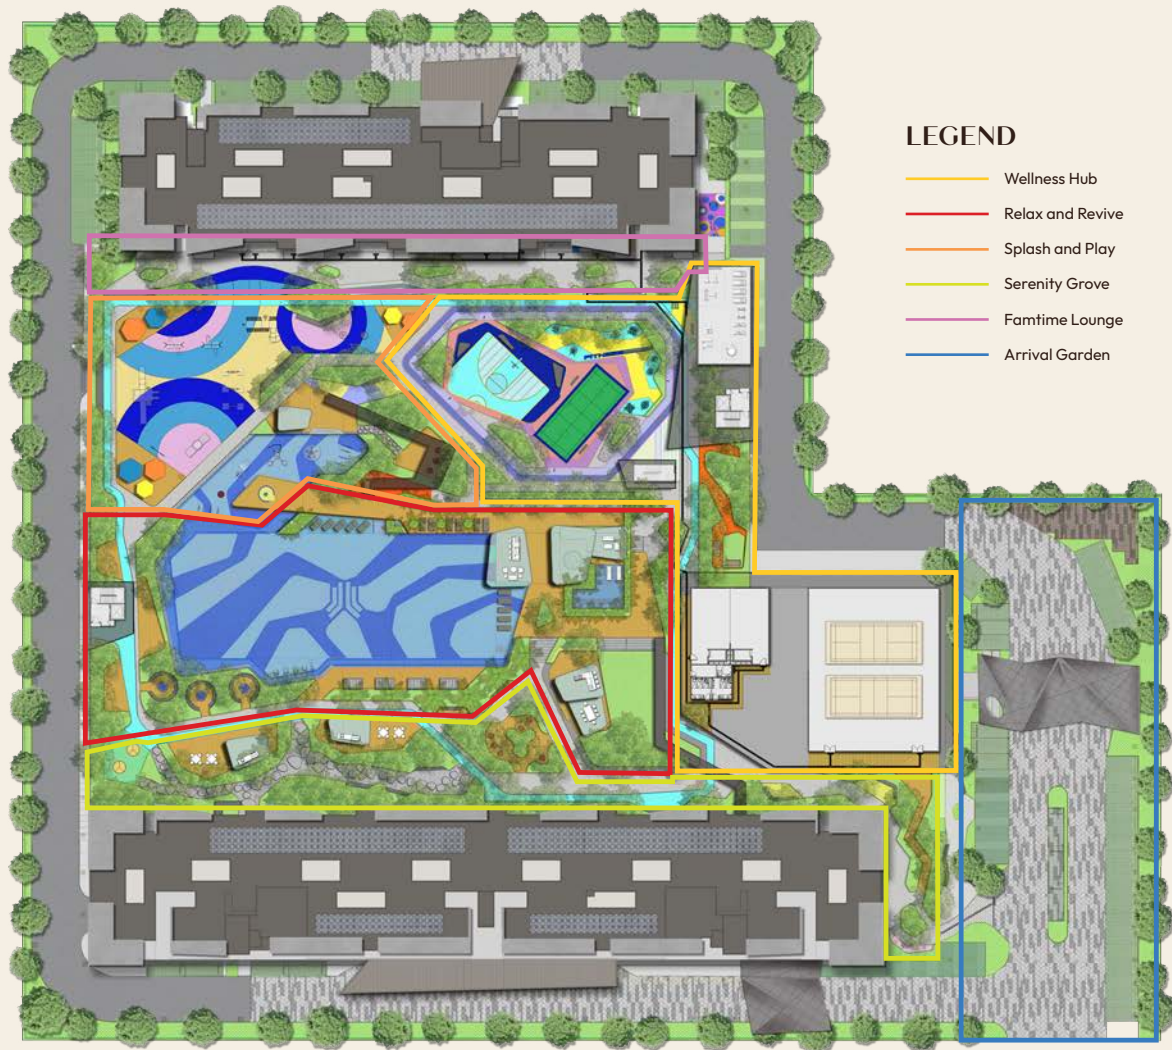 LEGEND
Wellness Hub
Relax and Revive
Splash and Play
Serenity Grove
Famtime Lounge
Arrival Garden